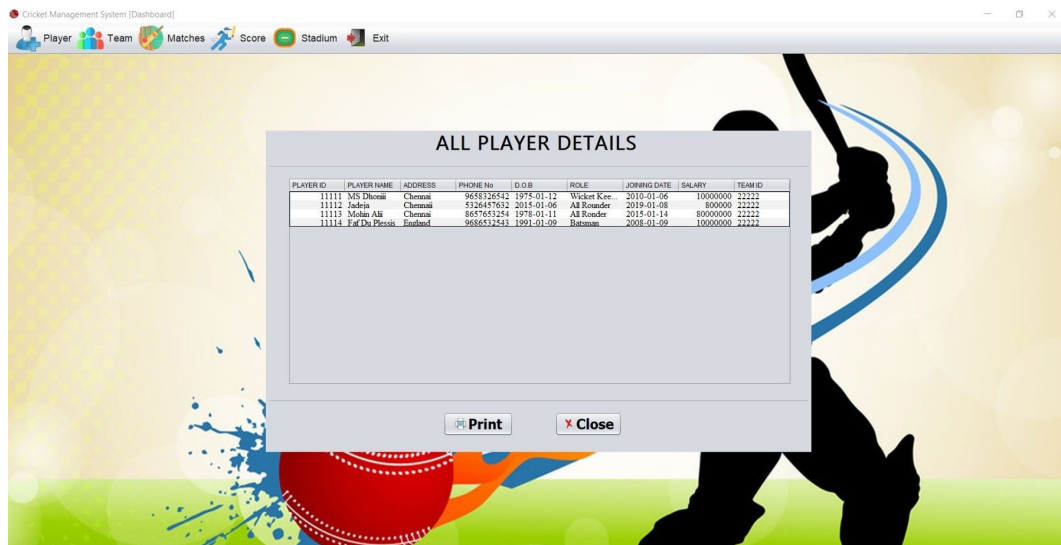 Cricket Management System [Dashboard]
Player Team Matches Score Stadium Exit
ALL PLAYER DETAILS
PLAYER ID PLAYER NAME ADDRESS PHONE No D.O.B ROLE JOINING DATE SALARY TEAM ID
11111 MS Dhoniii Chennai 9658326542 1975-01-12 Wicket Kee... 2010-01-06 10000000 22222
11112 Jadeja Chennaii 5326457632 2015-01-06 All Rounder 2019-01-08 800000 22222
11113 Mohin Alii Chennai 8657653254 1978-01-11 All Ronder 2015-01-14 80000000 22222
11114 Faf Du Plessis England 9686532543 1991-01-09 Batsman 2008-01-09 10000000 22222
Print Close